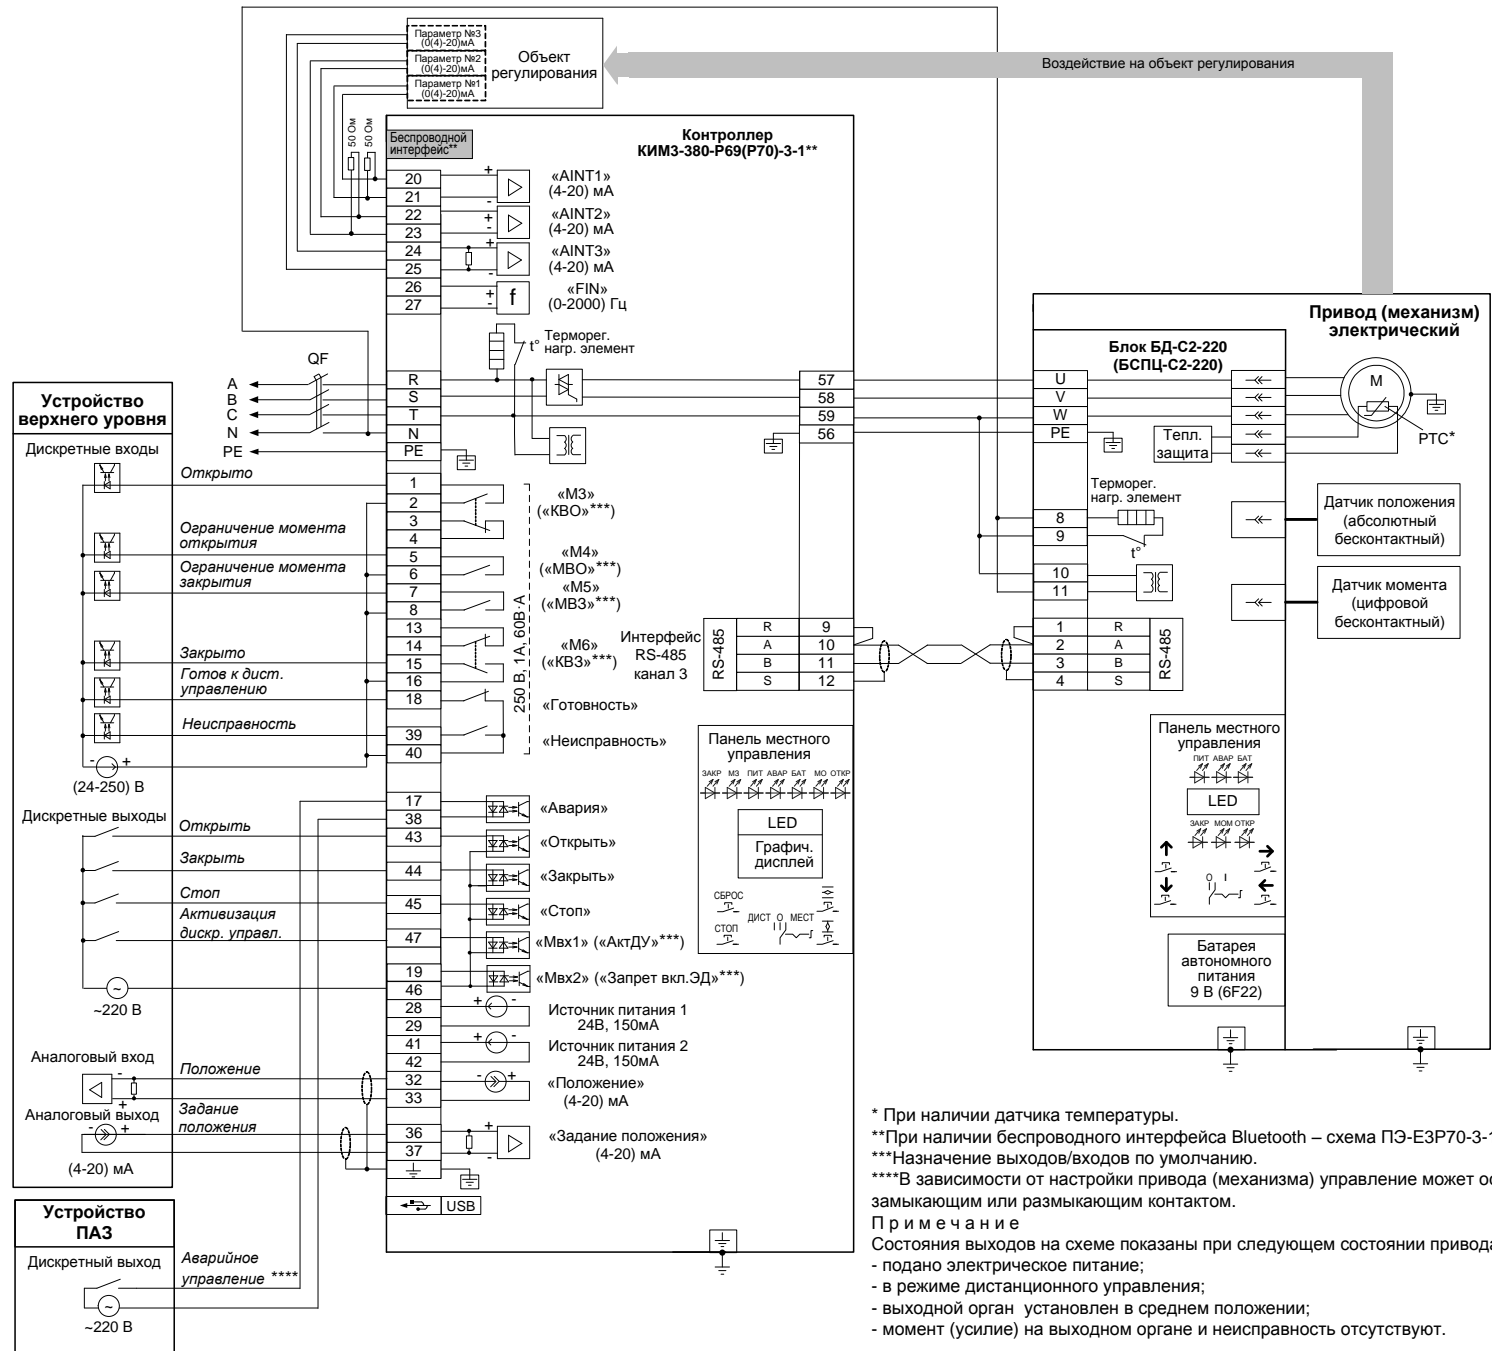 Параметр №3
(0(4)-20)мА
Параметр №2
(0(4)-20)мА
Параметр №1
(0(4)-20)мА
Объект
регулирования
Воздействие на объект регулирования
50 Ом
50 Ом
Беспроводной
интерфейс**
Контроллер
КИМ3-380-Р69(Р70)-3-1**
20
21
22
23
24
25
26
27
+
-
«AINT1»
(4-20) мА
+
-
«AINT2»
(4-20) мА
+
-
«AINT3»
(4-20) мА
+
-
f
«FIN»
(0-2000) Гц
t°
Терморег.
нагр. элемент
QF
A
B
C
N
PE
R
S
T
N
PE
57
58
59
56
Привод (механизм)
электрический
Блок БД-С2-220
(БСПЦ-С2-220)
U
V
W
PE
M
PTC*
Тепл.
защита
Терморег.
нагр. элемент
8
9
t°
10
11
Датчик положения
(абсолютный
бесконтактный)
Датчик момента
(цифровой
бесконтактный)
Устройство
верхнего уровня
Дискретные входы
Открыто
Ограничение момента
открытия
Ограничение момента
закрытия
Закрыто
Готов к дист.
управлению
Неисправность
- +
(24-250) В
1
2
3
4
5
6
7
8
13
14
15
16
18
39
40
«М3»
(«КВО»***)
«М4»
(«МВО»***)
«М5»
(«МВЗ»***)
«М6»
(«КВЗ»***)
«Готовность»
«Неисправность»
250 В, 1А, 60В·А
Интерфейс
RS-485
канал 3
RS-485
R 9
A 10
B 11
S 12
1 R
2 A
3 B
4 S
RS-485
Панель местного
управления
ЗАКР МЗ ПИТ АВАР БАТ МО ОТКР
LED
Графич.
дисплей
СБРОС
СТОП
ДИСТ О МЕСТ
Панель местного
управления
ПИТ АВАР БАТ
LED
ЗАКР МОМ ОТКР
O I
Батарея
автономного
питания
9 В (6F22)
Дискретные выходы
Открыть
Закрыть
Стоп
Активизация
дискр. управл.
~
~220 В
17
38
43
44
45
47
19
46
28
29
41
42
32
33
36
37
«Авария»
«Открыть»
«Закрыть»
«Стоп»
«Мвх1» («АктДУ»***)
«Мвх2» («Запрет вкл.ЭД»***)
+ -
Источник питания 1
24В, 150мА
+ -
Источник питания 2
24В, 150мА
- +
«Положение»
(4-20) мА
+
-
«Задание положения»
(4-20) мА
USB
Аналоговый вход
-
+
Положение
Аналоговый выход
- +
Задание
положения
(4-20) мА
Устройство
ПАЗ
Дискретный выход
Аварийное
управление ****
~
~220 В
* При наличии датчика температуры.
**При наличии беспроводного интерфейса Bluetooth – схема ПЭ-Е3Р70-3-1
***Назначение выходов/входов по умолчанию.
****В зависимости от настройки привода (механизма) управление может ос
замыкающим или размыкающим контактом.
П р и м е ч а н и е
Состояния выходов на схеме показаны при следующем состоянии привода
- подано электрическое питание;
- в режиме дистанционного управления;
- выходной орган установлен в среднем положении;
- момент (усилие) на выходном органе и неисправность отсутствуют.